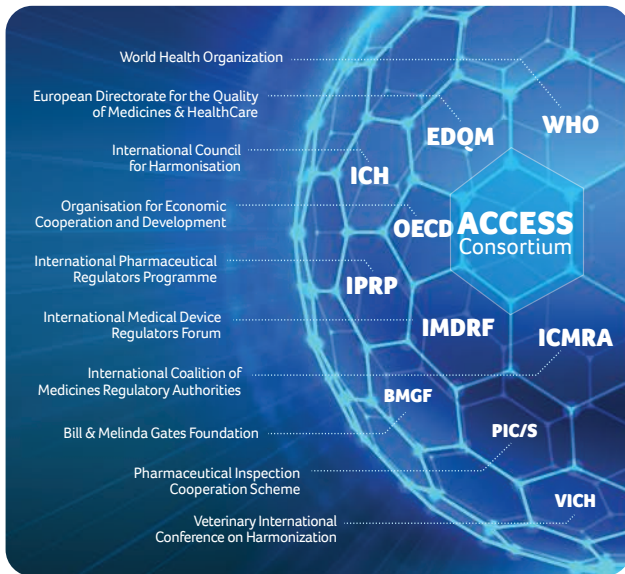 World Health Organization
WHO
European Directorate for the Quality
of Medicines & HealthCare
EDQM
International Council
for Harmonisation
ICH
Organisation for Economic
Cooperation and Development
OECD
ACCESS
Consortium
International Pharmaceutical
Regulators Programme
IPRP
International Medical Device
Regulators Forum
IMDRF
International Coalition of
Medicines Regulatory Authorities
ICMRA
Bill & Melinda Gates Foundation
BMGF
Pharmaceutical Inspection
Cooperation Scheme
PIC/S
Veterinary International
Conference on Harmonization
VICH